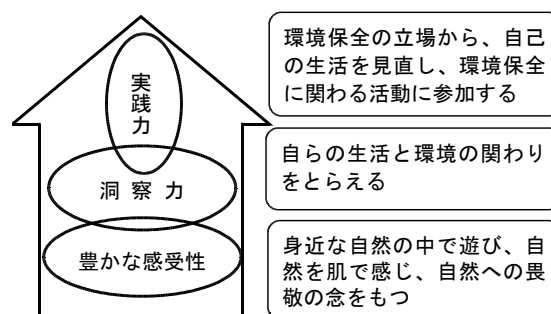 実践力
環境保全の立場から、自己
の生活を見直し、環境保全
に関わる活動に参加する
洞察力
自らの生活と環境の関わり
をとらえる
豊かな感受性
身近な自然の中で遊び、自
然を肌で感じ、自然への畏
敬の念をもつ